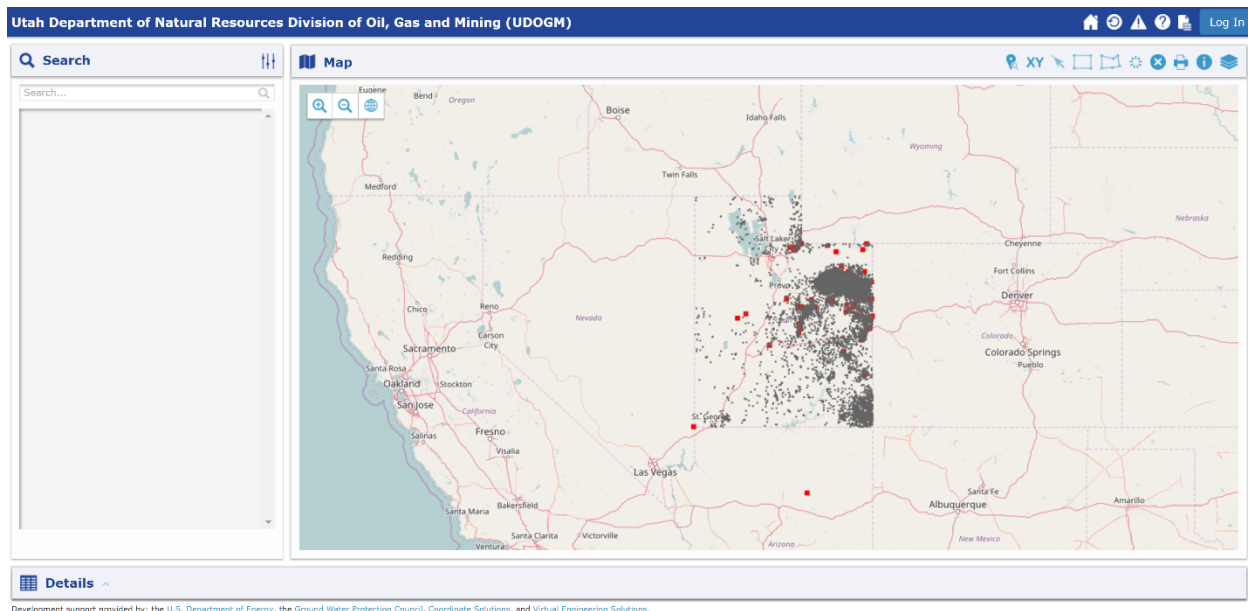 Utah Department of Natural Resources Division of Oil, Gas and Mining (UDOGM)
Log In
Search
Map
XY
Search...
Eugene
Bend
Oregon
Boise
Idaho Falls
Wyoming
Twin Falls
Medford
Nebraska
Salt Lake
City
Cheyenne
Redding
Fort Collins
Provo
Denver
Chico
Reno
Nevada
Carson
City
Colorado
Sacramento
Colorado Springs
Santa Rosa
Pueblo
Oakland
Stockton
San Jose
California
St. George
Salinas
Fresno
Visalia
Las Vegas
Santa Fe
Santa Maria
Bakersfield
Albuquerque
Amarillo
Santa Clarita
Victorville
New Mexico
Ventura
Arizona
Details
Development support provided by: the U.S. Department of Energy, the Ground Water Protection Council, Coordinate Solutions, and Virtual Engineering Solutions.